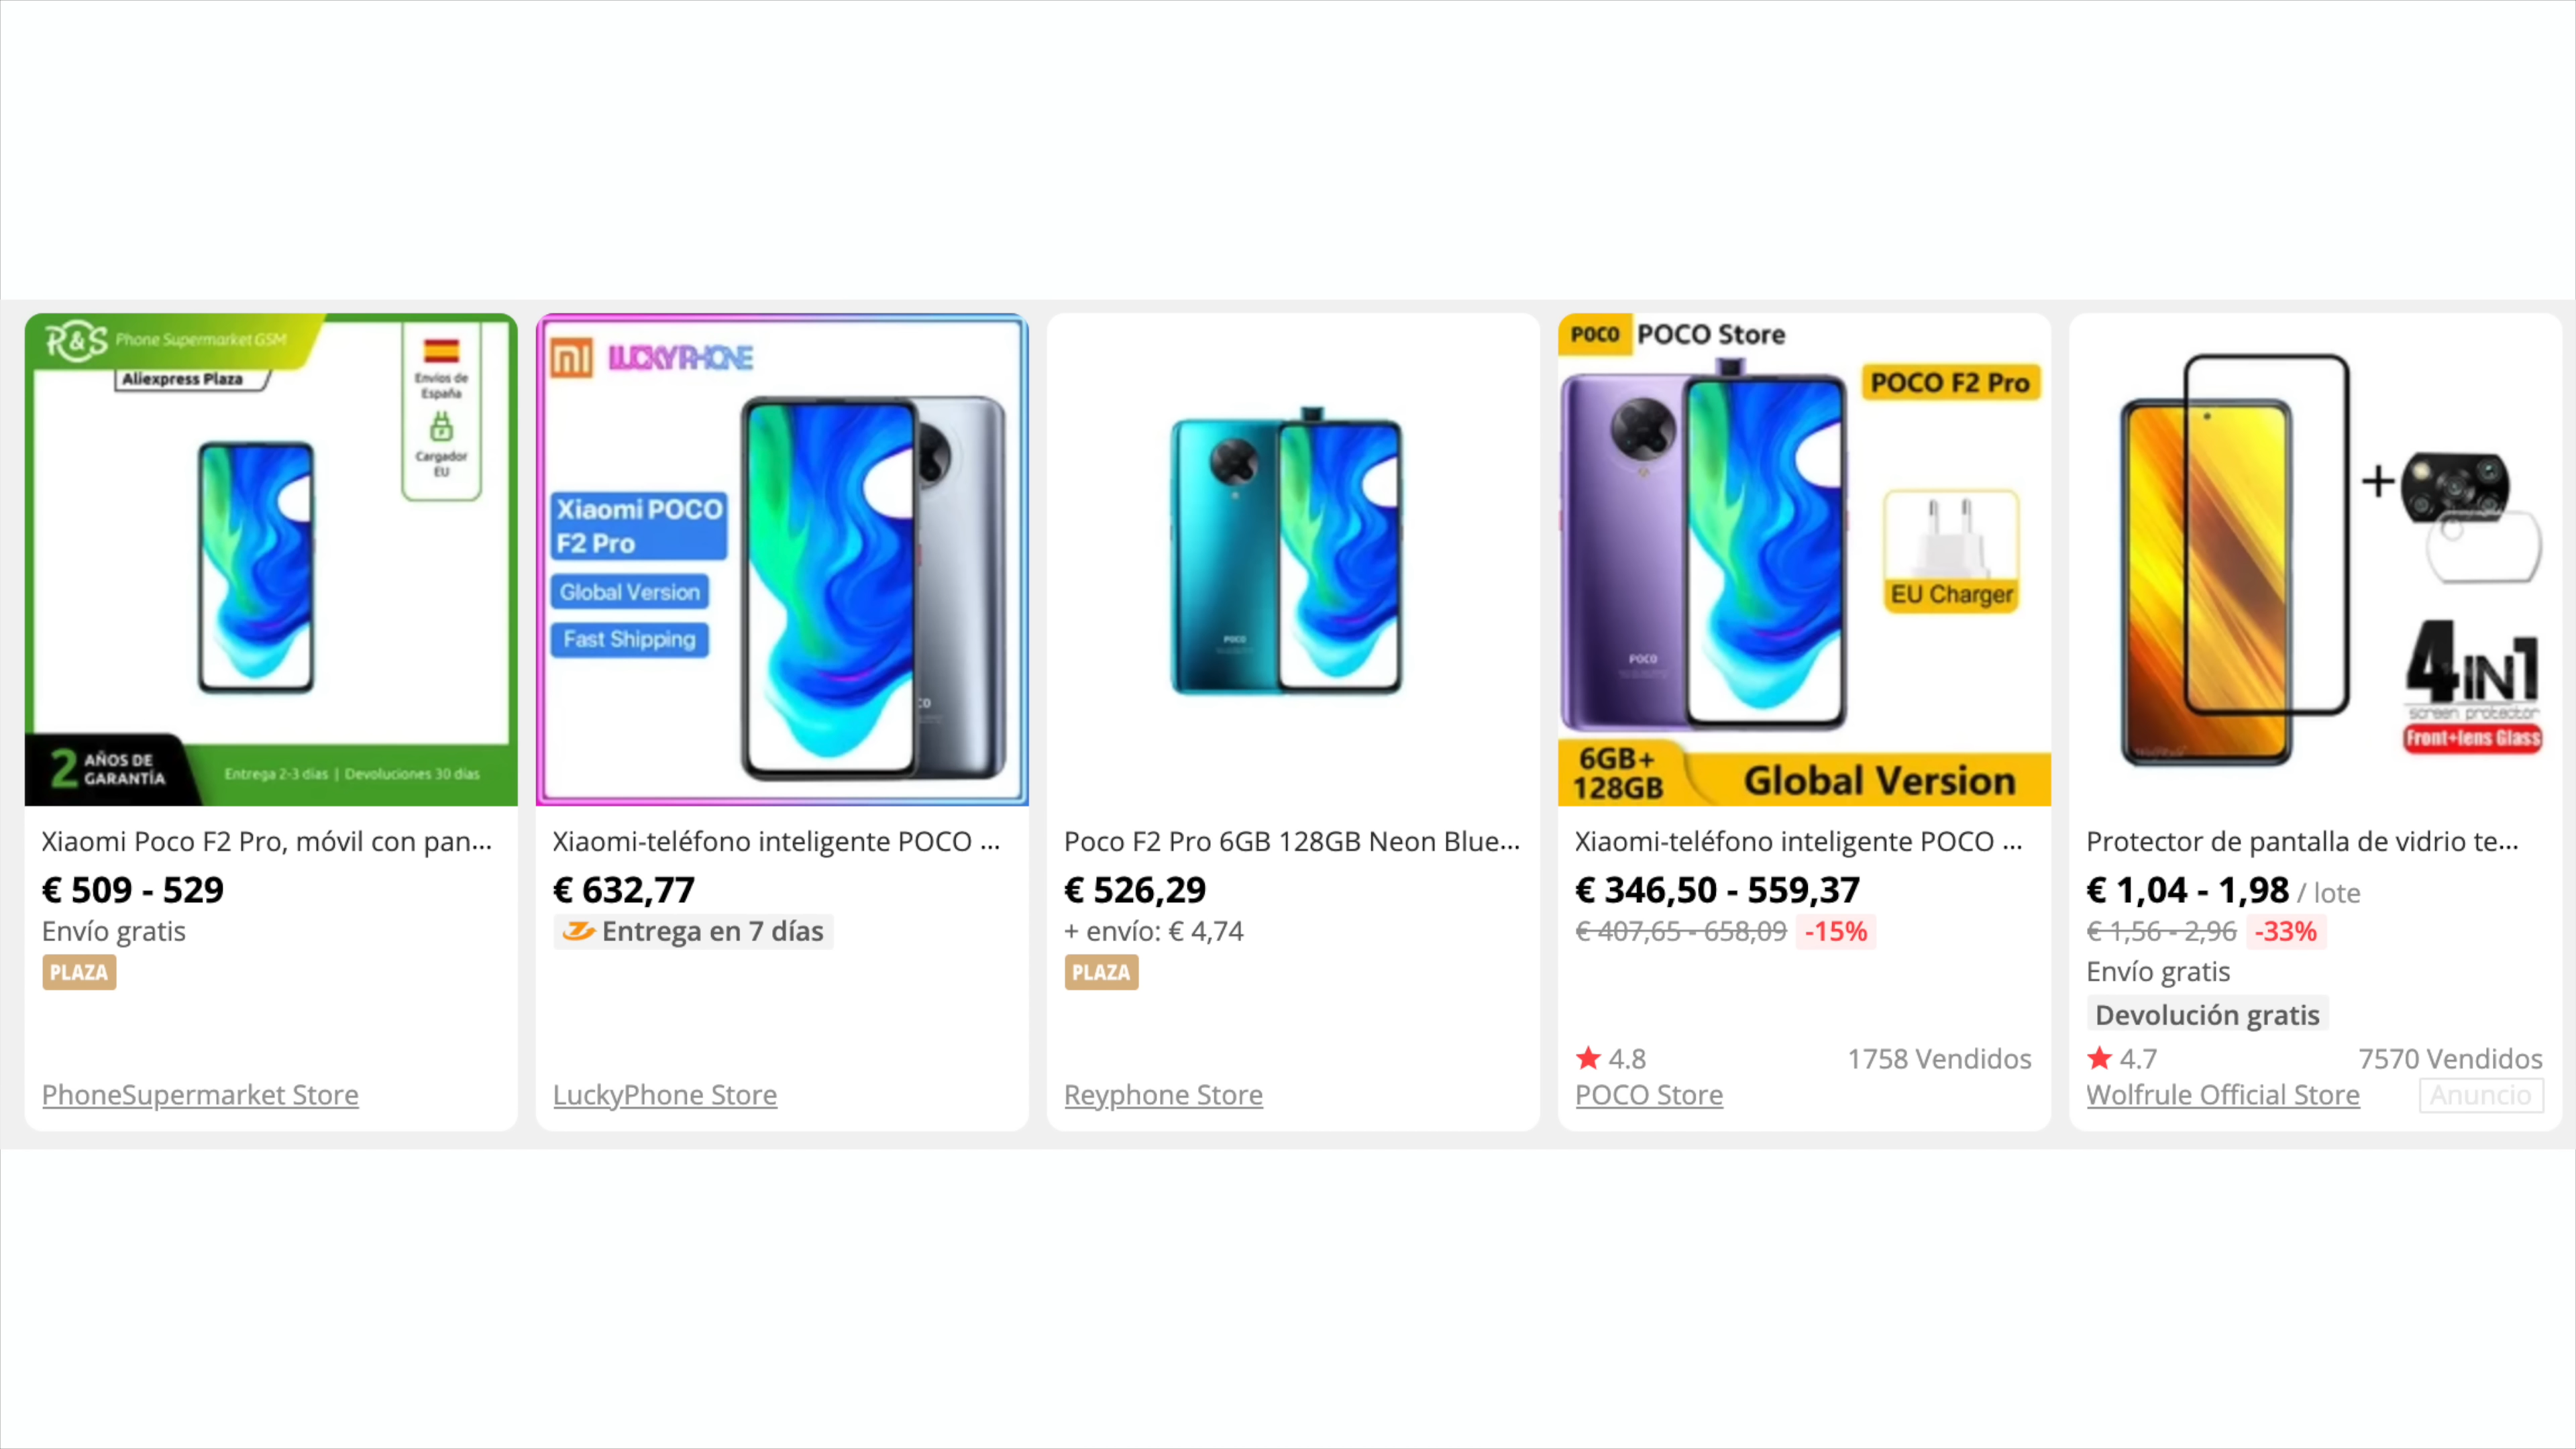 R&S Phone Supermarket GSM
Aliexpress Plaza
Envíos de
España
Cargador
EU
2 AÑOS DE
GARANTÍA
Entrega 2-3 días | Devoluciones 30 días
Xiaomi Poco F2 Pro, móvil con pan...
€ 509 - 529
Envío gratis
PLAZA
PhoneSupermarket Store
mi LUCKYPHONE
Xiaomi POCO
F2 Pro
Global Version
Fast Shipping
Xiaomi-teléfono inteligente POCO ...
€ 632,77
Entrega en 7 días
LuckyPhone Store
POCO
Poco F2 Pro 6GB 128GB Neon Blue...
€ 526,29
+ envío: € 4,74
PLAZA
Reyphone Store
POCO POCO Store
POCO F2 Pro
EU Charger
POCO
6GB+
128GB
Global Version
Xiaomi-teléfono inteligente POCO ...
€ 346,50 - 559,37
€ 407,65 - 658,09 -15%
4.8 1758 Vendidos
POCO Store
+
4IN1
screen protector
Front+lens Glass
Protector de pantalla de vidrio te...
€ 1,04 - 1,98 / lote
€ 1,56 - 2,96 -33%
Envío gratis
Devolución gratis
4.7 7570 Vendidos
Wolfrule Official Store Anuncio